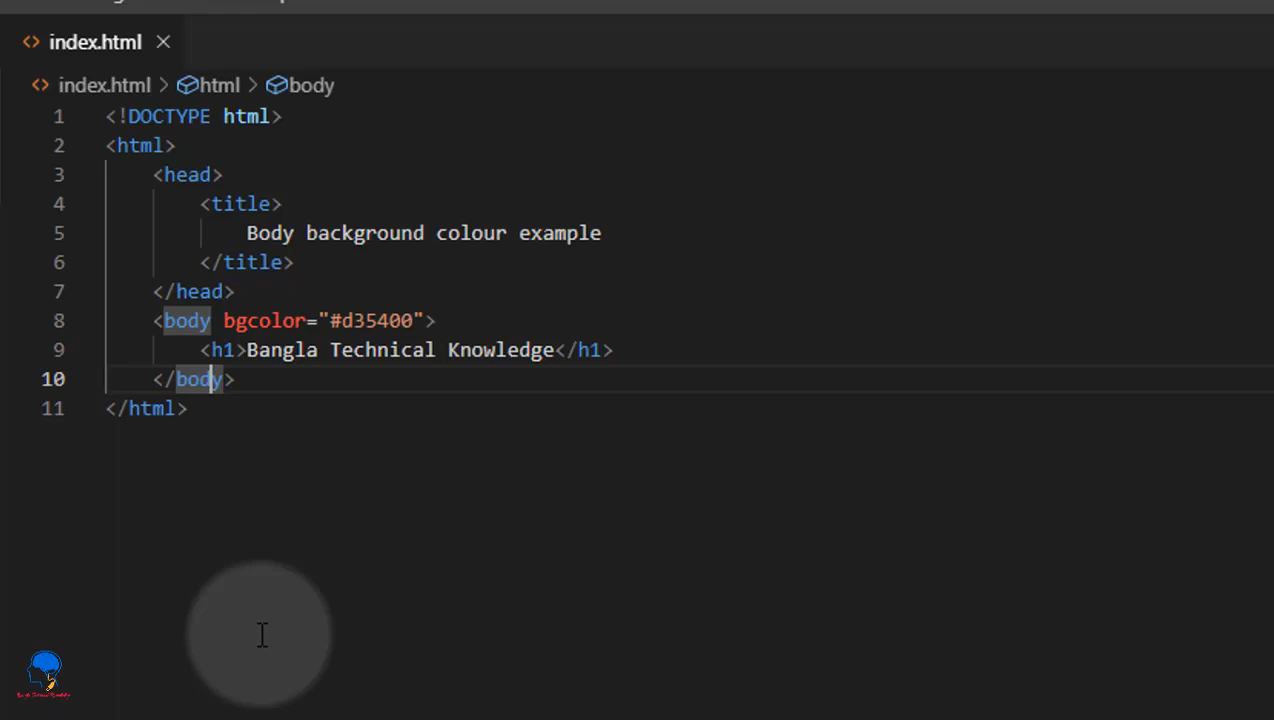 index.html
index.html > html > body
1 <!DOCTYPE html>
2 <html>
3 <head>
4 <title>
5 Body background colour example
6 </title>
7 </head>
8 <body bgcolor="#d35400">
9 <h1>Bangla Technical Knowledge</h1>
10 </body>
11 </html>